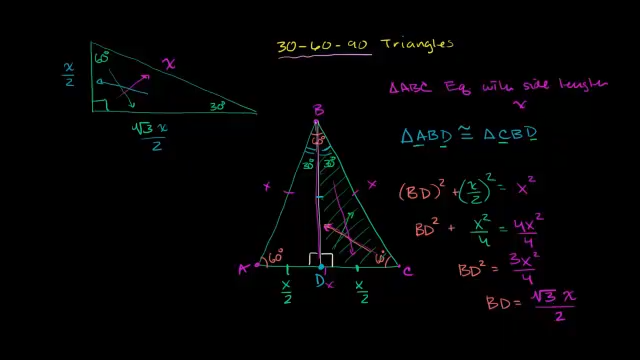 30-60-90 Triangles
60°
x
x/2
30°
√3 x/2
ΔABC Eq with side lengths
x
ΔABD ≅ ΔCBD
B
60°
30° 30°
x x
(BD)² + (x/2)² = x²
BD² + x²/4 = 4x²/4
BD² = 3x²/4
BD = √3 x/2
A 60° 60° C
D x
x/2 x/2